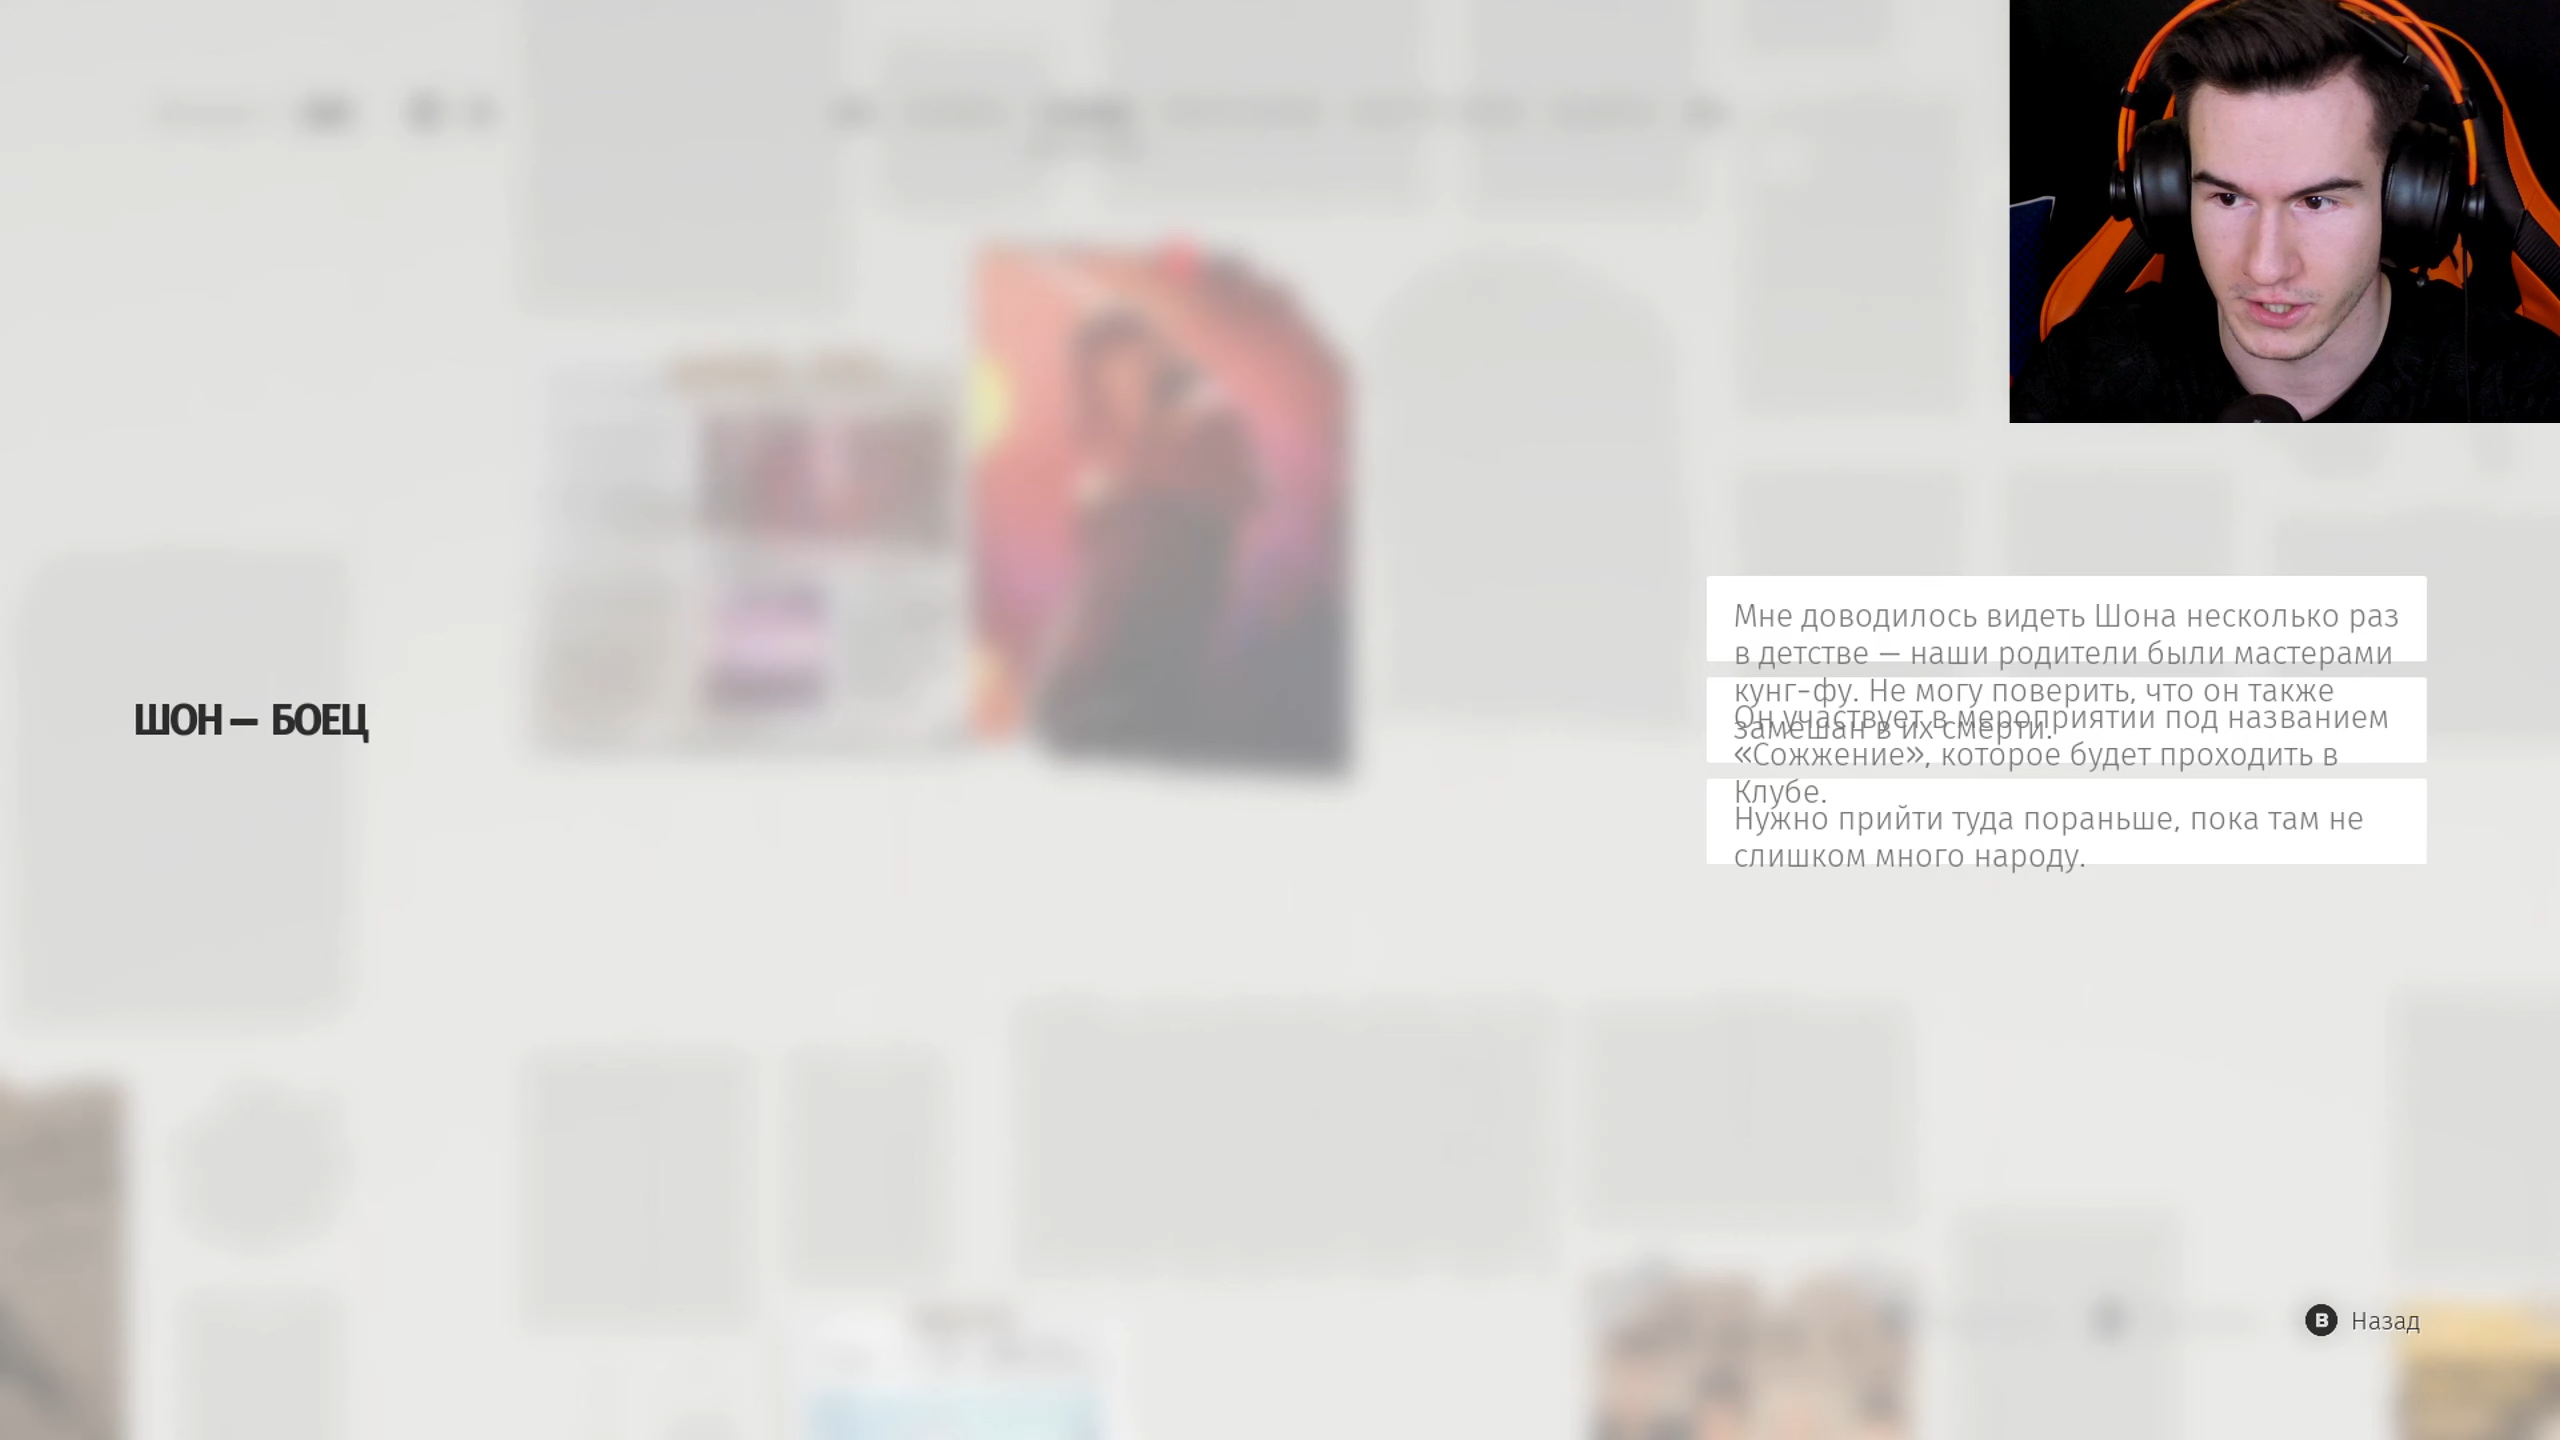 ШОН — БОЕЦ
Мне доводилось видеть Шона несколько раз
в детстве — наши родители были мастерами
кунг-фу. Не могу поверить, что он также
замешан в их смерти.
Он участвует в мероприятии под названием
«Сожжение», которое будет проходить в
Клубе.
Нужно прийти туда пораньше, пока там не
слишком много народу.
B Назад